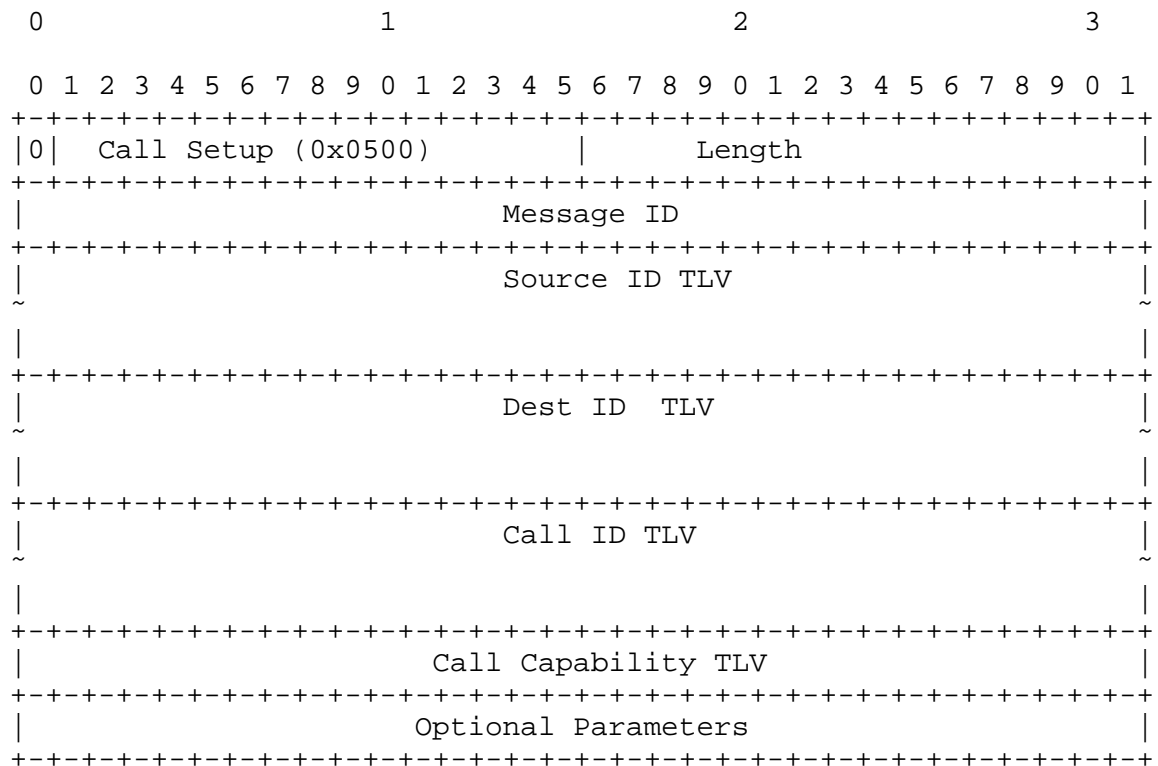 0                   1                   2                   3
 0 1 2 3 4 5 6 7 8 9 0 1 2 3 4 5 6 7 8 9 0 1 2 3 4 5 6 7 8 9 0 1
+-+-+-+-+-+-+-+-+-+-+-+-+-+-+-+-+-+-+-+-+-+-+-+-+-+-+-+-+-+-+-+-+
|0|  Call Setup (0x0500)        |      Length                   |
+-+-+-+-+-+-+-+-+-+-+-+-+-+-+-+-+-+-+-+-+-+-+-+-+-+-+-+-+-+-+-+-+
|                           Message ID                          |
+-+-+-+-+-+-+-+-+-+-+-+-+-+-+-+-+-+-+-+-+-+-+-+-+-+-+-+-+-+-+-+-+
|                           Source ID TLV                       |
~                                                               ~
|                                                               |
+-+-+-+-+-+-+-+-+-+-+-+-+-+-+-+-+-+-+-+-+-+-+-+-+-+-+-+-+-+-+-+-+
|                           Dest ID  TLV                        |
~                                                               ~
|                                                               |
+-+-+-+-+-+-+-+-+-+-+-+-+-+-+-+-+-+-+-+-+-+-+-+-+-+-+-+-+-+-+-+-+
|                           Call ID TLV                         |
~                                                               ~
|                                                               |
+-+-+-+-+-+-+-+-+-+-+-+-+-+-+-+-+-+-+-+-+-+-+-+-+-+-+-+-+-+-+-+-+
|                       Call Capability TLV                     |
+-+-+-+-+-+-+-+-+-+-+-+-+-+-+-+-+-+-+-+-+-+-+-+-+-+-+-+-+-+-+-+-+
|                      Optional Parameters                      |
+-+-+-+-+-+-+-+-+-+-+-+-+-+-+-+-+-+-+-+-+-+-+-+-+-+-+-+-+-+-+-+-+